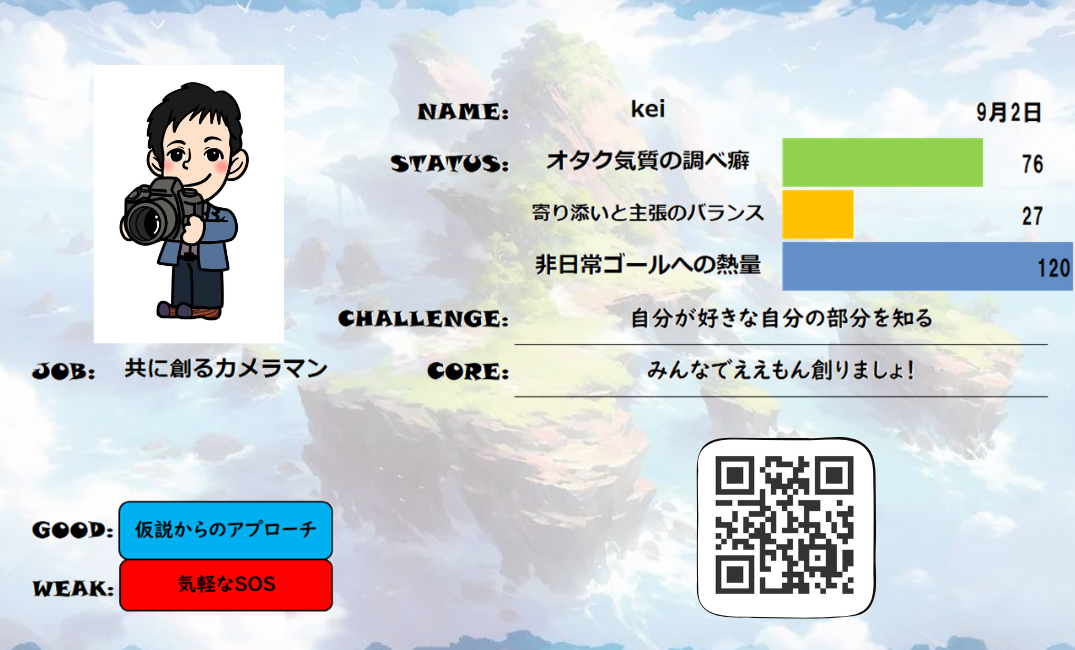 NAME: kei 9月2日
STATUS: オタク気質の調べ癖 76
寄り添いと主張のバランス 27
非日常ゴールへの熱量 120
CHALLENGE: 自分が好きな自分の部分を知る
JOB: 共に創るカメラマン
CORE: みんなでええもん創りましょ!
GOOD: 仮説からのアプローチ
WEAK: 気軽なSOS